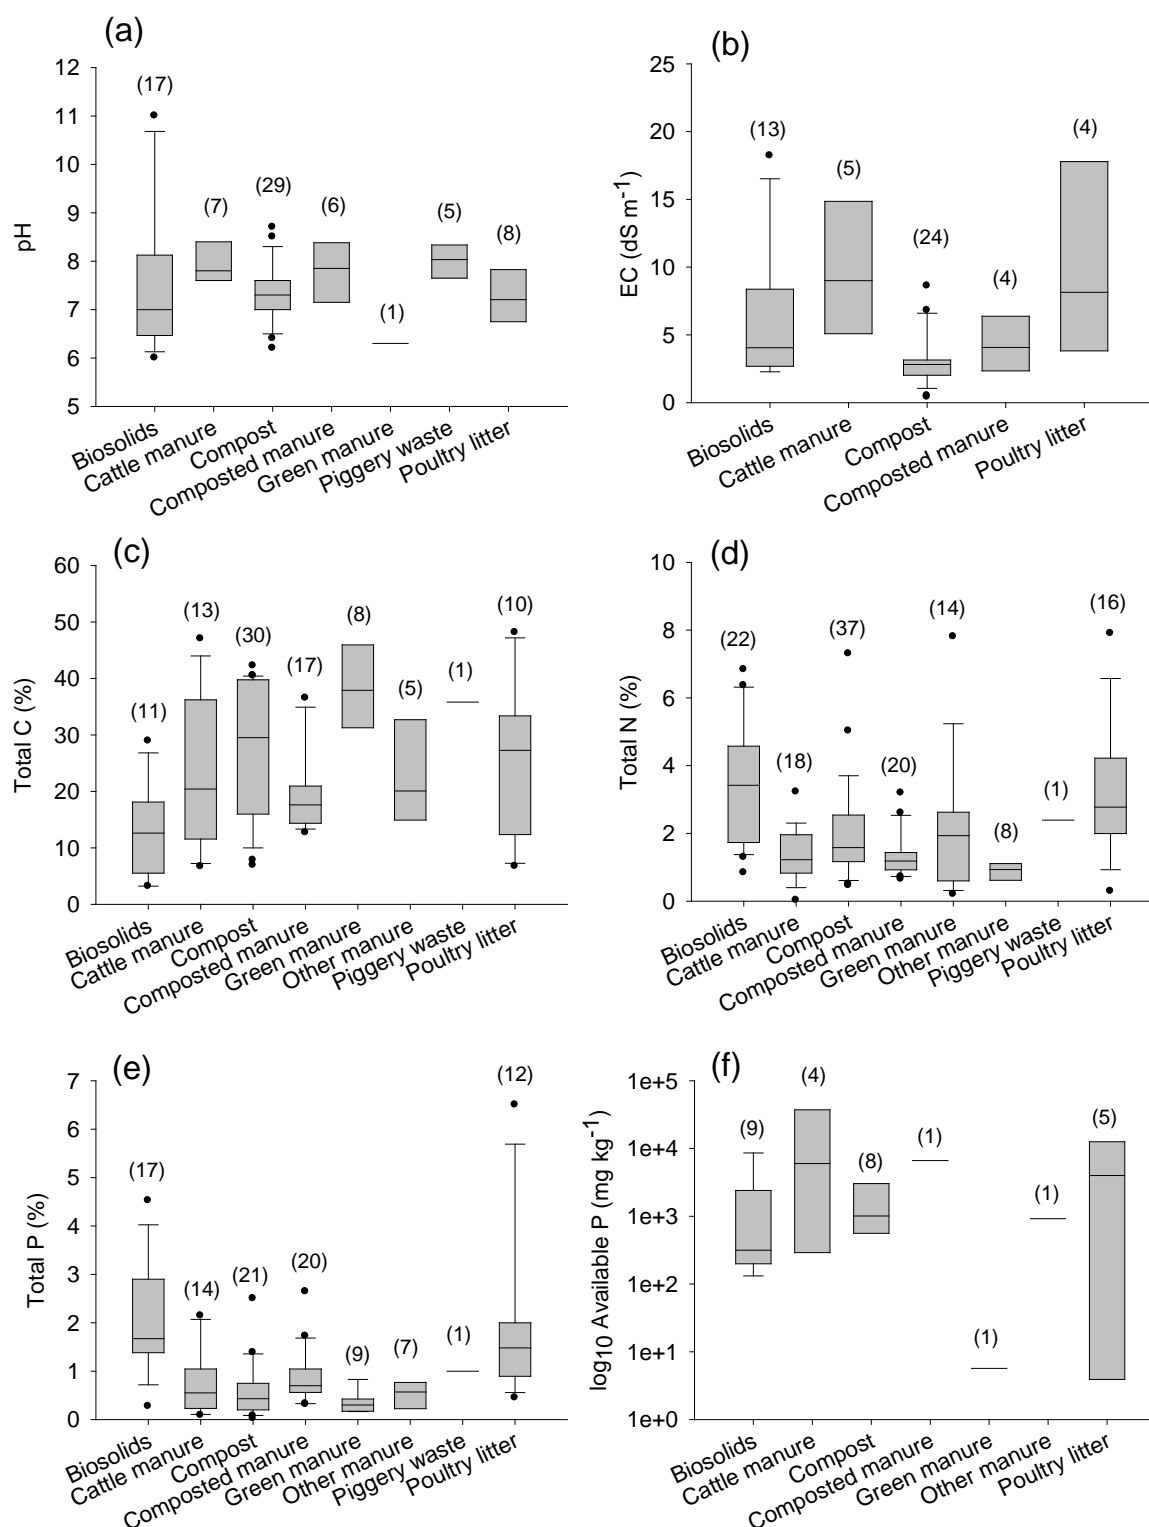 (a)
12
11
10
9
8
7
6
5
pH
(17)
(7)
(29)
(6)
(1)
(5)
(8)
Biosolids
Cattle manure
Compost
Composted manure
Green manure
Piggery waste
Poultry litter
(b)
25
20
15
10
5
0
EC (dS m-1)
(13)
(5)
(24)
(4)
(4)
Biosolids
Cattle manure
Compost
Composted manure
Poultry litter
(c)
60
50
40
30
20
10
0
Total C (%)
(11)
(13)
(30)
(17)
(8)
(5)
(1)
(10)
Biosolids
Cattle manure
Compost
Composted manure
Green manure
Other manure
Piggery waste
Poultry litter
(d)
10
8
6
4
2
0
Total N (%)
(22)
(18)
(37)
(20)
(14)
(8)
(1)
(16)
Biosolids
Cattle manure
Compost
Composted manure
Green manure
Other manure
Piggery waste
Poultry litter
(e)
7
6
5
4
3
2
1
0
Total P (%)
(17)
(14)
(21)
(20)
(9)
(7)
(1)
(12)
Biosolids
Cattle manure
Compost
Composted manure
Green manure
Other manure
Piggery waste
Poultry litter
(f)
1e+5
1e+4
1e+3
1e+2
1e+1
1e+0
log10 Available P (mg kg-1)
(9)
(4)
(8)
(1)
(1)
(1)
(5)
Biosolids
Cattle manure
Compost
Composted manure
Green manure
Other manure
Poultry litter